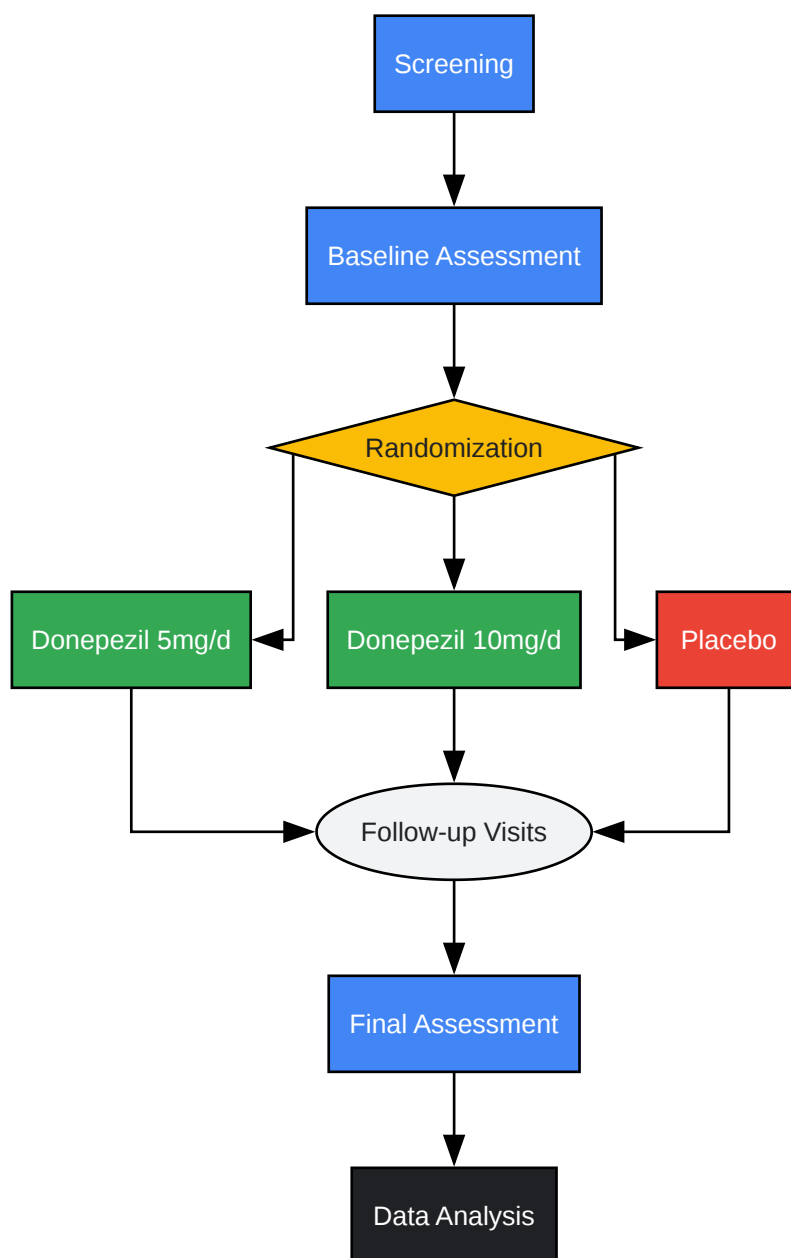 Screening
Baseline Assessment
Randomization
Donepezil 5mg/d
Donepezil 10mg/d
Placebo
Follow-up Visits
Final Assessment
Data Analysis